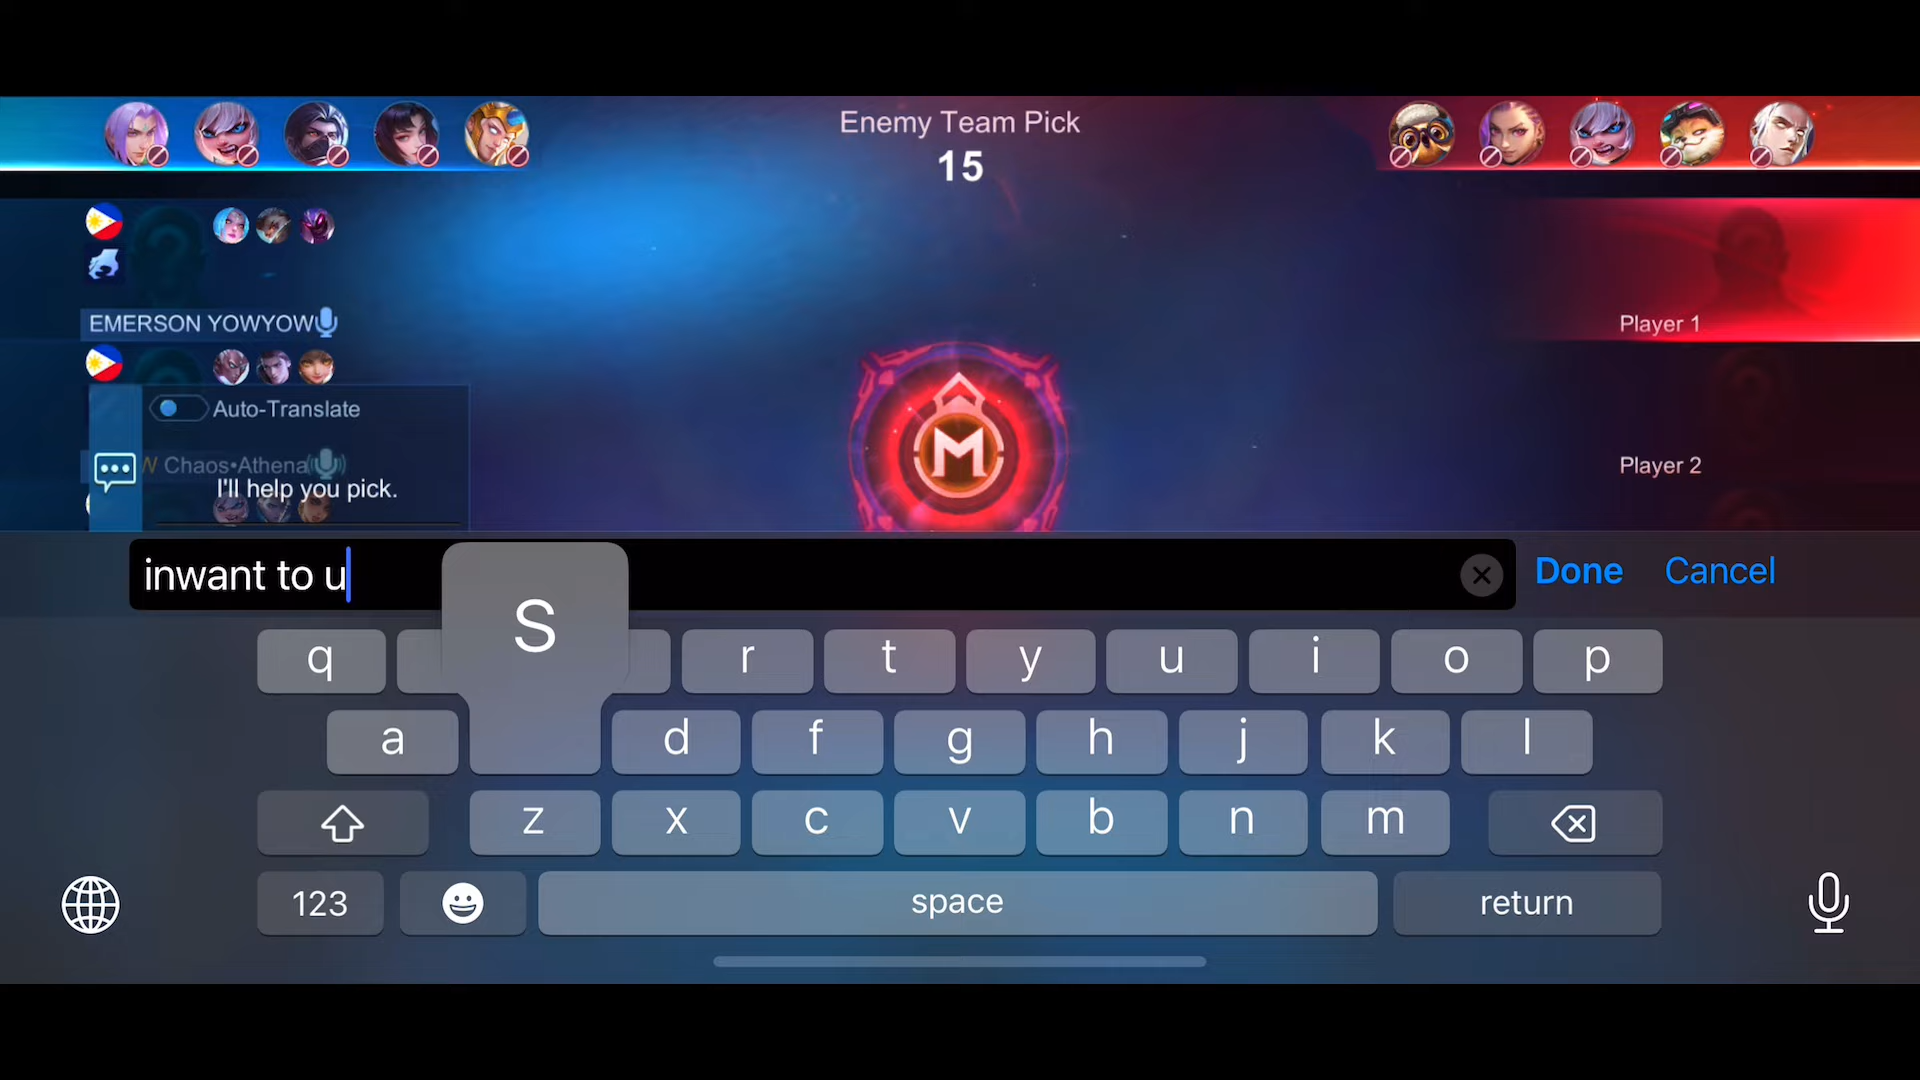 Enemy Team Pick
15
EMERSON YOWYOW
Player 1
Auto-Translate
Chaos•Athena
Player 2
I'll help you pick.
inwant to u
Done
Cancel
S
q r t y u i o p
a d f g h j k l
z x c v b n m
123
space
return